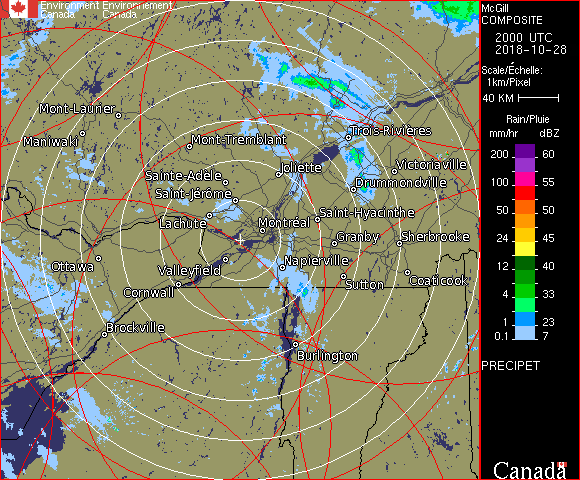 Environment Environnement
Canada Canada
McGill
COMPOSITE
2000 UTC
2018-10-28
Scale/Échelle:
1km/Pixel
40 KM
Rain/Pluie
mm/hr dBZ
200 60
100 55
50 50
24 45
12 40
4 33
1 23
0.1 7
PRECIPET
Canada
Mont-Laurier
Maniwaki
Mont-Tremblant
Trois-Rivières
Sainte-Adèle
Joliette
Victoriaville
Saint-Jérôme
Drummondville
Lachute
Montréal
Saint-Hyacinthe
Ottawa
Valleyfield
Napierville
Granby
Sherbrooke
Cornwall
Sutton
Coaticook
Brockville
Burlington